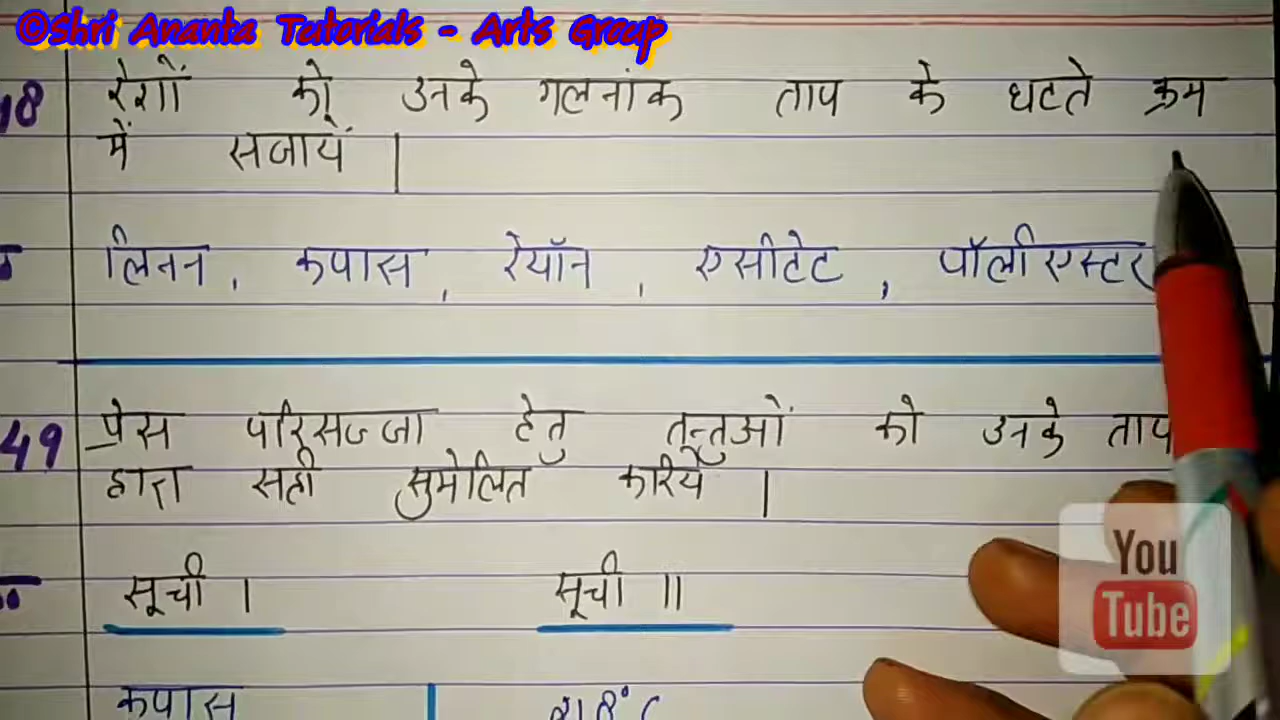 ©Shri Ananta Tutorials - Arts Group
18 रेशों को उनके गलनांक ताप के घटते क्रम
में सजायें |
लिनन, कपास, रेयॉन, एसीटेट, पॉलीएस्टर
49 प्रेस परिसज्जा हेतु तन्तुओं को उनके ताप
द्वारा सही सुमेलित करिये |
सूची I सूची II
You
Tube
कपास